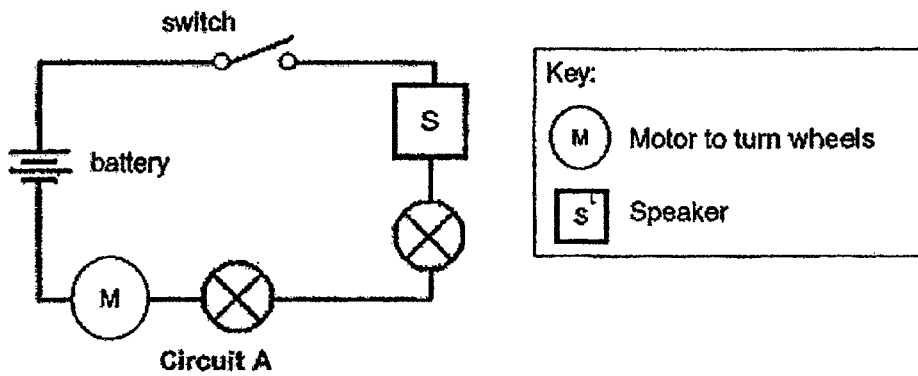 switch
S
battery
M
Circuit A
Key:
M Motor to turn wheels
S Speaker